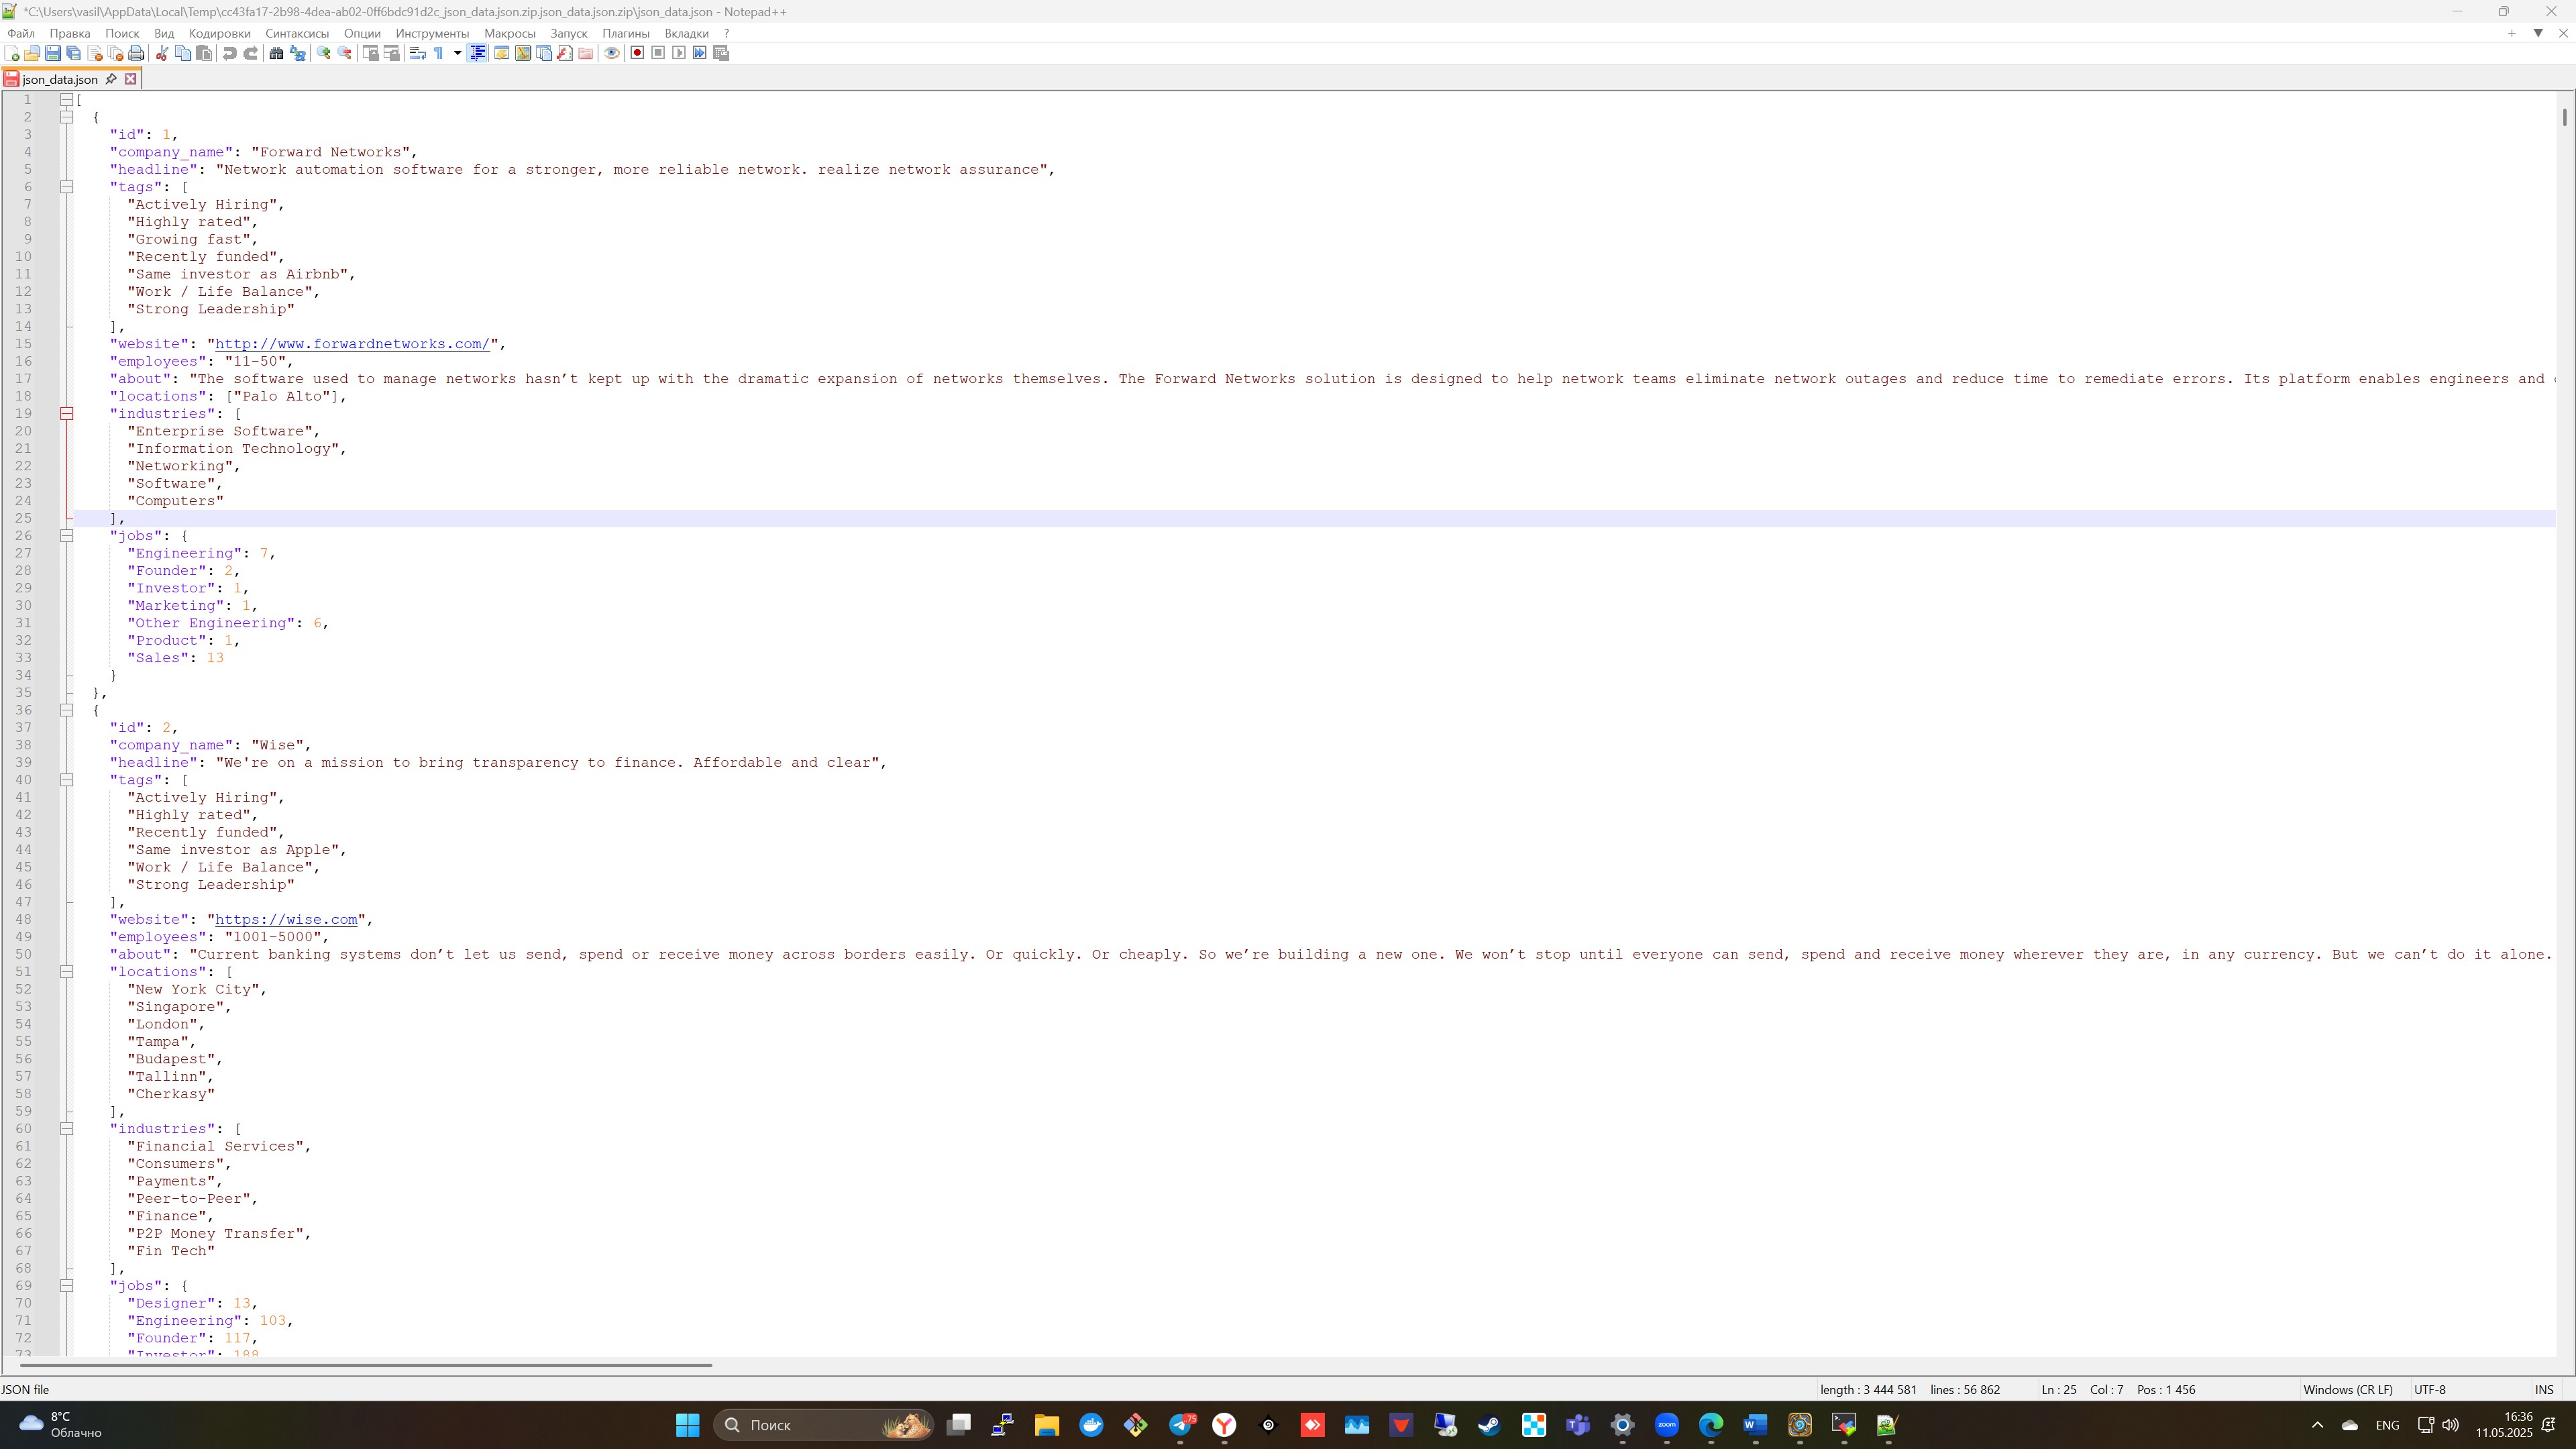 *C:\Users\vasil\AppData\Local\Temp\cc43fa17-2b98-4dea-ab02-0ff6bdc91d2c_json_data.json.zip.json_data.json.zip\json_data.json - Notepad++
Файл Правка Поиск Вид Кодировки Синтаксисы Опции Инструменты Макросы Запуск Плагины Вкладки ?
json_data.json
1 [
2 {
3 "id": 1,
4 "company_name": "Forward Networks",
5 "headline": "Network automation software for a stronger, more reliable network. realize network assurance",
6 "tags": [
7 "Actively Hiring",
8 "Highly rated",
9 "Growing fast",
10 "Recently funded",
11 "Same investor as Airbnb",
12 "Work / Life Balance",
13 "Strong Leadership"
14 ],
15 "website": "http://www.forwardnetworks.com/",
16 "employees": "11-50",
17 "about": "The software used to manage networks hasn’t kept up with the dramatic expansion of networks themselves. The Forward Networks solution is designed to help network teams eliminate network outages and reduce time to remediate errors. Its platform enables engineers and
18 "locations": ["Palo Alto"],
19 "industries": [
20 "Enterprise Software",
21 "Information Technology",
22 "Networking",
23 "Software",
24 "Computers"
25 ],
26 "jobs": {
27 "Engineering": 7,
28 "Founder": 2,
29 "Investor": 1,
30 "Marketing": 1,
31 "Other Engineering": 6,
32 "Product": 1,
33 "Sales": 13
34 }
35 },
36 {
37 "id": 2,
38 "company_name": "Wise",
39 "headline": "We're on a mission to bring transparency to finance. Affordable and clear",
40 "tags": [
41 "Actively Hiring",
42 "Highly rated",
43 "Recently funded",
44 "Same investor as Apple",
45 "Work / Life Balance",
46 "Strong Leadership"
47 ],
48 "website": "https://wise.com",
49 "employees": "1001-5000",
50 "about": "Current banking systems don’t let us send, spend or receive money across borders easily. Or quickly. Or cheaply. So we’re building a new one. We won’t stop until everyone can send, spend and receive money wherever they are, in any currency. But we can’t do it alone.
51 "locations": [
52 "New York City",
53 "Singapore",
54 "London",
55 "Tampa",
56 "Budapest",
57 "Tallinn",
58 "Cherkasy"
59 ],
60 "industries": [
61 "Financial Services",
62 "Consumers",
63 "Payments",
64 "Peer-to-Peer",
65 "Finance",
66 "P2P Money Transfer",
67 "Fin Tech"
68 ],
69 "jobs": {
70 "Designer": 13,
71 "Engineering": 103,
72 "Founder": 117,
73 "Investor": 188
JSON file length : 3 444 581 lines : 56 862 Ln : 25 Col : 7 Pos : 1 456 Windows (CR LF) UTF-8 INS
8°C
Облачно
Поиск
75
zoom
ENG
16:36
11.05.2025